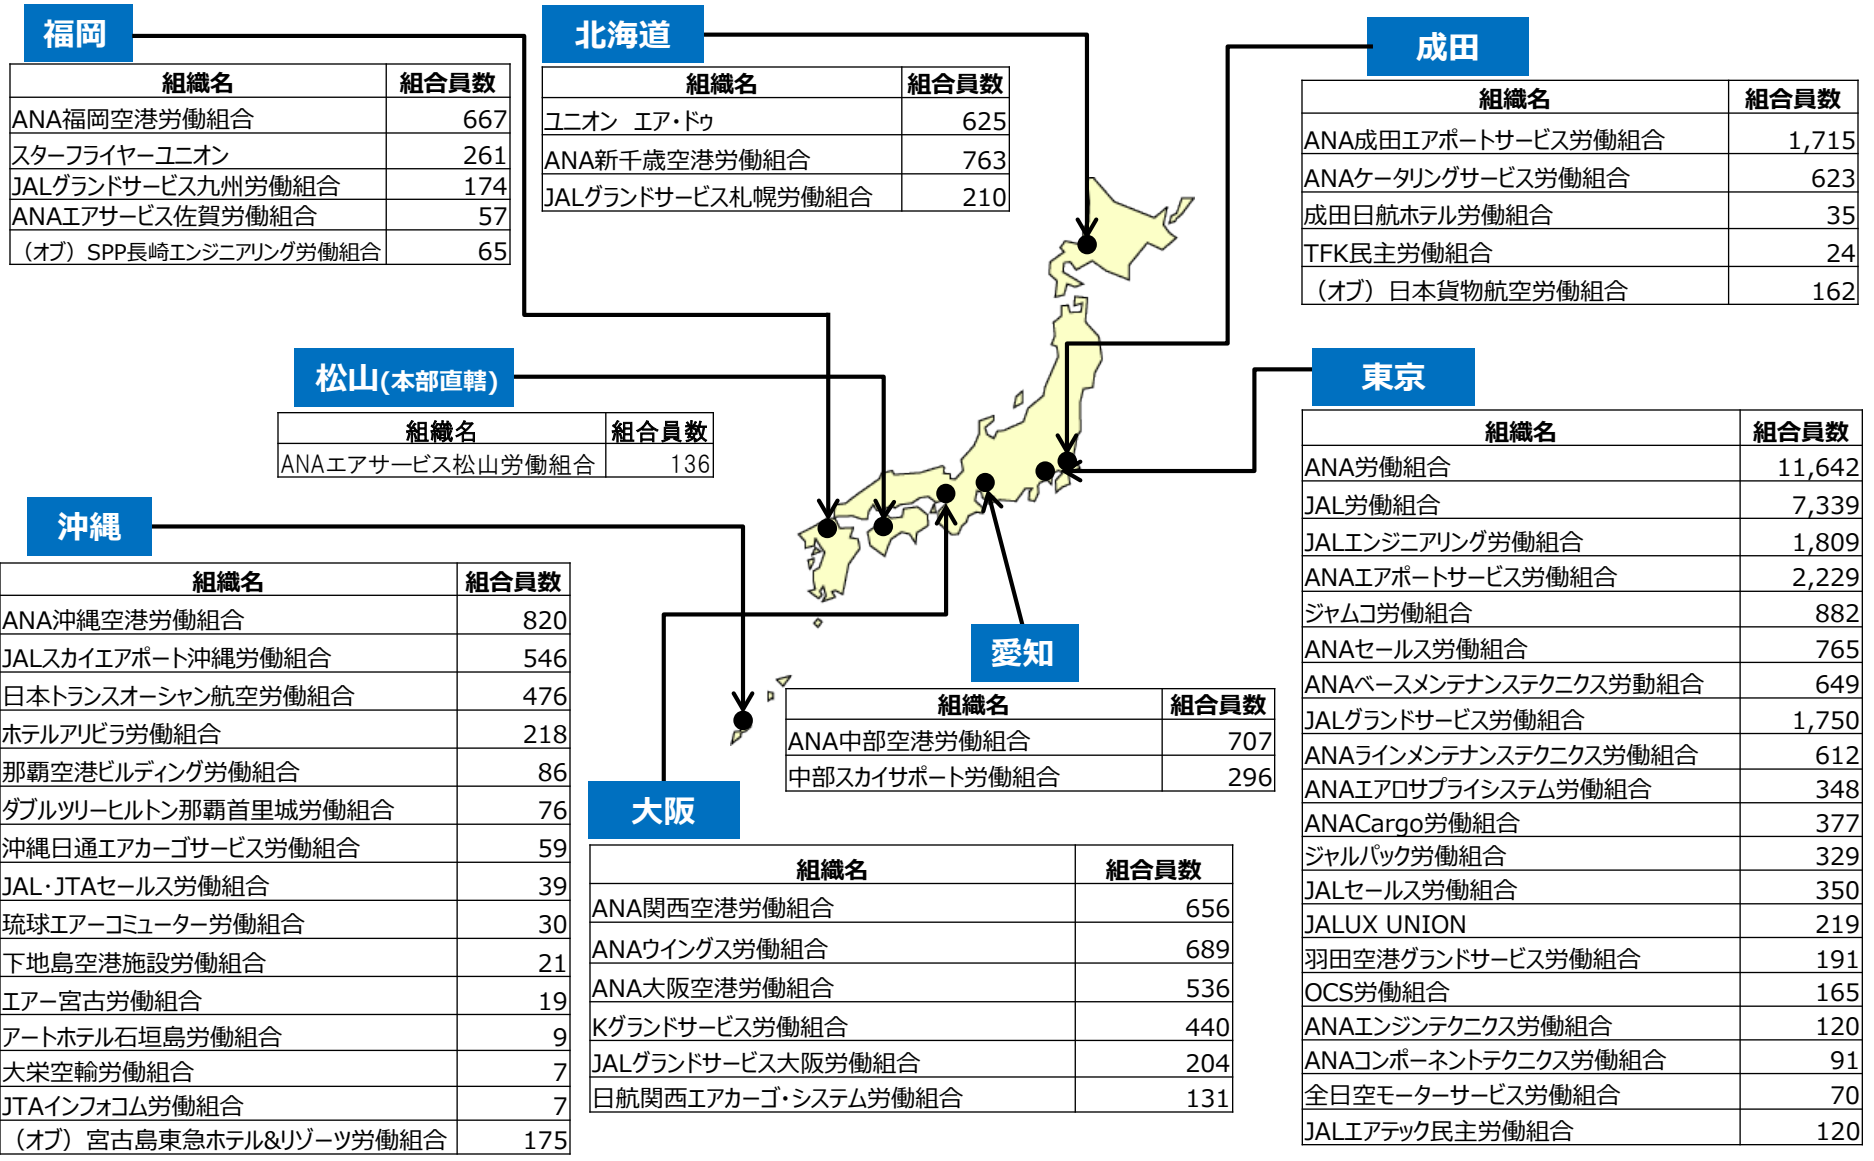 福岡
組織名 組合員数
ANA福岡空港労働組合 667
スターフライヤーユニオン 261
JALグランドサービス九州労働組合 174
ANAエアサービス佐賀労働組合 57
（オブ）SPP長崎エンジニアリング労働組合 65
北海道
組織名 組合員数
ユニオン　エア・ドゥ 625
ANA新千歳空港労働組合 763
JALグランドサービス札幌労働組合 210
成田
組織名 組合員数
ANA成田エアポートサービス労働組合 1,715
ANAケータリングサービス労働組合 623
成田日航ホテル労働組合 35
TFK民主労働組合 24
（オブ）日本貨物航空労働組合 162
松山(本部直轄)
組織名 組合員数
ANAエアサービス松山労働組合 136
東京
組織名 組合員数
ANA労働組合 11,642
JAL労働組合 7,339
JALエンジニアリング労働組合 1,809
ANAエアポートサービス労働組合 2,229
ジャムコ労働組合 882
ANAセールス労働組合 765
ANAベースメンテナンステクニクス労働組合 649
JALグランドサービス労働組合 1,750
ANAラインメンテナンステクニクス労働組合 612
ANAエアロサプライシステム労働組合 348
ANACargo労働組合 377
ジャルパック労働組合 329
JALセールス労働組合 350
JALUX UNION 219
羽田空港グランドサービス労働組合 191
OCS労働組合 165
ANAエンジンテクニクス労働組合 120
ANAコンポーネントテクニクス労働組合 91
全日空モーターサービス労働組合 70
JALエアテック民主労働組合 120
沖縄
組織名 組合員数
ANA沖縄空港労働組合 820
JALスカイエアポート沖縄労働組合 546
日本トランスオーシャン航空労働組合 476
ホテルアリビラ労働組合 218
那覇空港ビルディング労働組合 86
ダブルツリーヒルトン那覇首里城労働組合 76
沖縄日通エアカーゴサービス労働組合 59
JAL・JTAセールス労働組合 39
琉球エアーコミューター労働組合 30
下地島空港施設労働組合 21
エアー宮古労働組合 19
アートホテル石垣島労働組合 9
大栄空輸労働組合 7
JTAインフォコム労働組合 7
（オブ）宮古島東急ホテル&リゾーツ労働組合 175
愛知
組織名 組合員数
ANA中部空港労働組合 707
中部スカイサポート労働組合 296
大阪
組織名 組合員数
ANA関西空港労働組合 656
ANAウイングス労働組合 689
ANA大阪空港労働組合 536
Kグランドサービス労働組合 440
JALグランドサービス大阪労働組合 204
日航関西エアカーゴ・システム労働組合 131